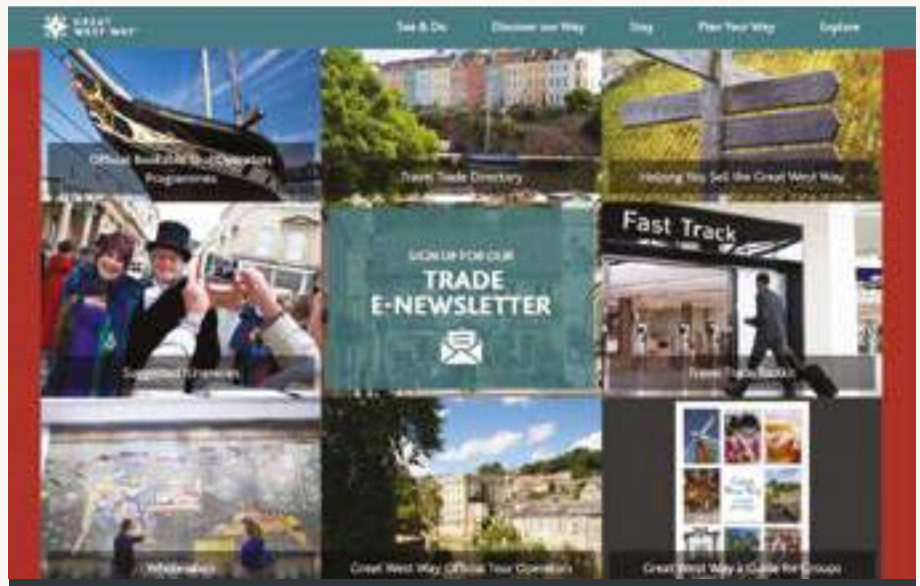 GREAT
WEST WAY
See & Do
Discover our Way
Stay
Plan Your Way
Explore
Official Bookable Tour Operators
Programmes
Travel Trade Directory
Helping You Sell the Great West Way
Fast Track
SIGN UP FOR OUR
TRADE
E-NEWSLETTER
Suggested Itineraries
Travel Trade
Great West Way Official Tour Operators
Great West Way a Guide for Groups